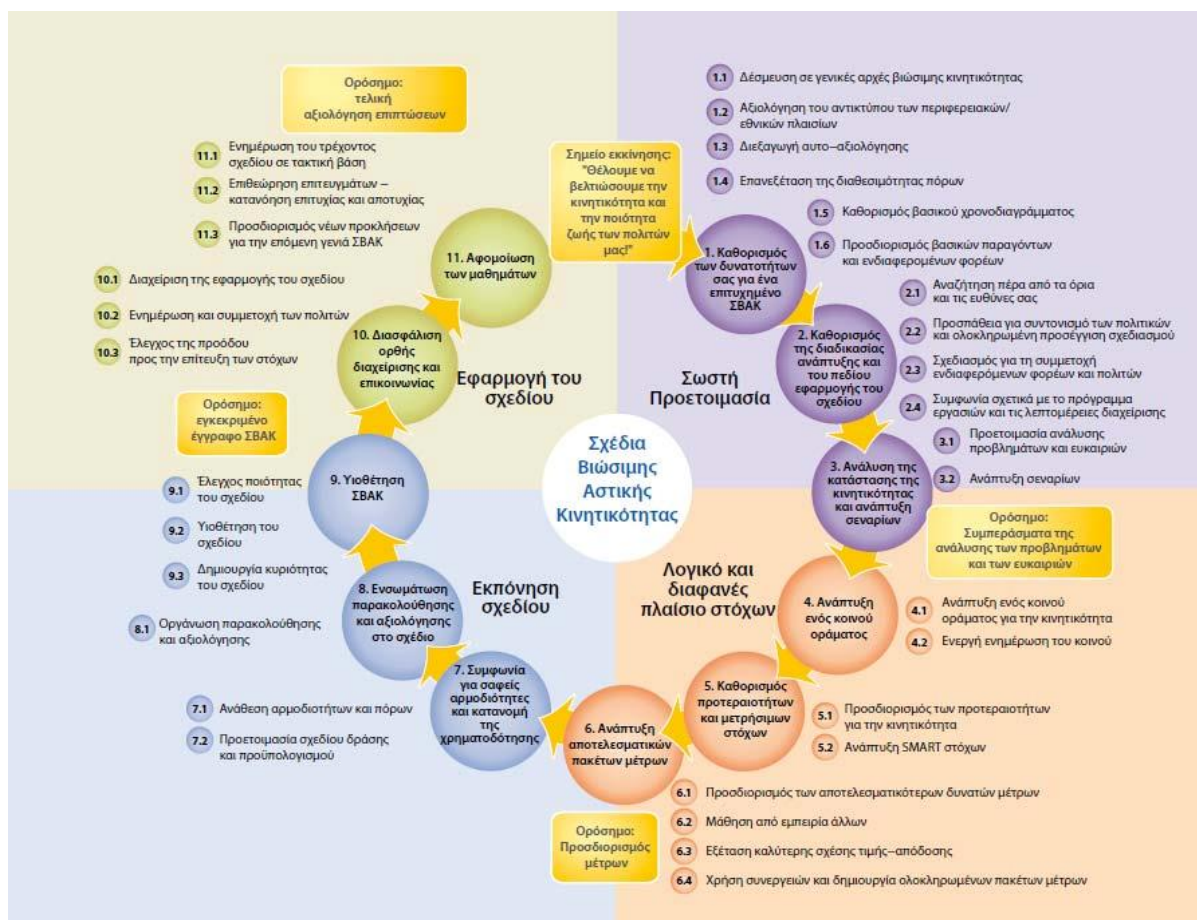 Ορόσημο:
τελική
αξιολόγηση επιπτώσεων
11.1 Ενημέρωση του τρέχοντος
σχεδίου σε τακτική βάση
11.2 Επιθεώρηση επιτευγμάτων –
κατανόηση επιτυχίας και αποτυχίας
11.3 Προσδιορισμός νέων προκλήσεων
για την επόμενη γενιά ΣΒΑΚ
10.1 Διαχείριση της εφαρμογής του σχεδίου
10.2 Ενημέρωση και συμμετοχή των πολιτών
10.3 Έλεγχος της προόδου
προς την επίτευξη των στόχων
11. Αφομοίωση
των μαθημάτων
10. Διασφάλιση
ορθής
διαχείρισης και
επικοινωνίας
Εφαρμογή του
σχεδίου
Σημείο εκκίνησης:
"Θέλουμε να
βελτιώσουμε την
κινητικότητα και
την ποιότητα
ζωής των πολιτών
μας!"
1.1 Δέσμευση σε γενικές αρχές βιώσιμης κινητικότητας
1.2 Αξιολόγηση του αντικτύπου των περιφερειακών/
εθνικών πλαισίων
1.3 Διεξαγωγή αυτο–αξιολόγησης
1.4 Επανεξέταση της διαθεσιμότητας πόρων
1.5 Καθορισμός βασικού χρονοδιαγράμματος
1.6 Προσδιορισμός βασικών παραγόντων
και ενδιαφερομένων φορέων
1. Καθορισμός
των δυνατοτήτων
σας για ένα
επιτυχημένο
ΣΒΑΚ
2.1 Αναζήτηση πέρα από τα όρια
και τις ευθύνες σας
2.2 Προσπάθεια για συντονισμό των πολιτικών
και ολοκληρωμένη προσέγγιση σχεδιασμού
2.3 Σχεδιασμός για τη συμμετοχή
ενδιαφερόμενων φορέων και πολιτών
2.4 Συμφωνία σχετικά με το πρόγραμμα
εργασιών και τις λεπτομέρειες διαχείρισης
2. Καθορισμός
της διαδικασία
ανάπτυξης και
του πεδίου
εφαρμογής του
σχεδίου
Σωστή
Προετοιμασία
3.1 Προετοιμασία ανάλυσης
προβλημάτων και ευκαιριών
3.2 Ανάπτυξη σεναρίων
3. Ανάλυση της
κατάστασης της
κινητικότητας
και ανάπτυξη
σεναρίων
Ορόσημο:
Συμπεράσματα της
ανάλυσης των προβλημάτων
και των ευκαιριών
Σχέδια
Βιώσιμης
Αστικής
Κινητικότητας
Ορόσημο:
εγκεκριμένο
έγγραφο ΣΒΑΚ
9. Υιοθέτηση
ΣΒΑΚ
9.1 Έλεγχος ποιότητας
του σχεδίου
9.2 Υιοθέτηση του
σχεδίου
9.3 Δημιουργία κυριότητας
του σχεδίου
8.1 Οργάνωση παρακολούθησης
και αξιολόγησης
8. Ενσωμάτωση
παρακολούθησης
και αξιολόγησης
στο σχέδιο
Εκπόνηση
σχεδίου
7. Συμφωνία
για σαφείς
αρμοδιότητες
και κατανομή
της
χρηματοδότησης
7.1 Ανάθεση αρμοδιοτήτων και πόρων
7.2 Προετοιμασία σχεδίου δράσης
και προϋπολογισμού
Λογικό και
διαφανές
πλαίσιο στόχων
4. Ανάπτυξη
ενός κοινού
οράματος
4.1 Ανάπτυξη ενός κοινού
οράματος για την κινητικότητα
4.2 Ενεργή ενημέρωση του κοινού
5. Καθορισμός
προτεραιοτήτων
και μετρήσιμων
στόχων
5.1 Προσδιορισμός των προτεραιοτήτων
για την κινητικότητα
5.2 Ανάπτυξη SMART στόχων
6. Ανάπτυξη
αποτελεσματικών
πακέτων μέτρων
6.1 Προσδιορισμός των αποτελεσματικότερων δυνατών μέτρων
6.2 Μάθηση από εμπειρία άλλων
6.3 Εξέταση καλύτερης σχέσης τιμής–απόδοσης
6.4 Χρήση συνεργειών και δημιουργία ολοκληρωμένων πακέτων μέτρων
Ορόσημο:
Προσδιορισμός
μέτρων